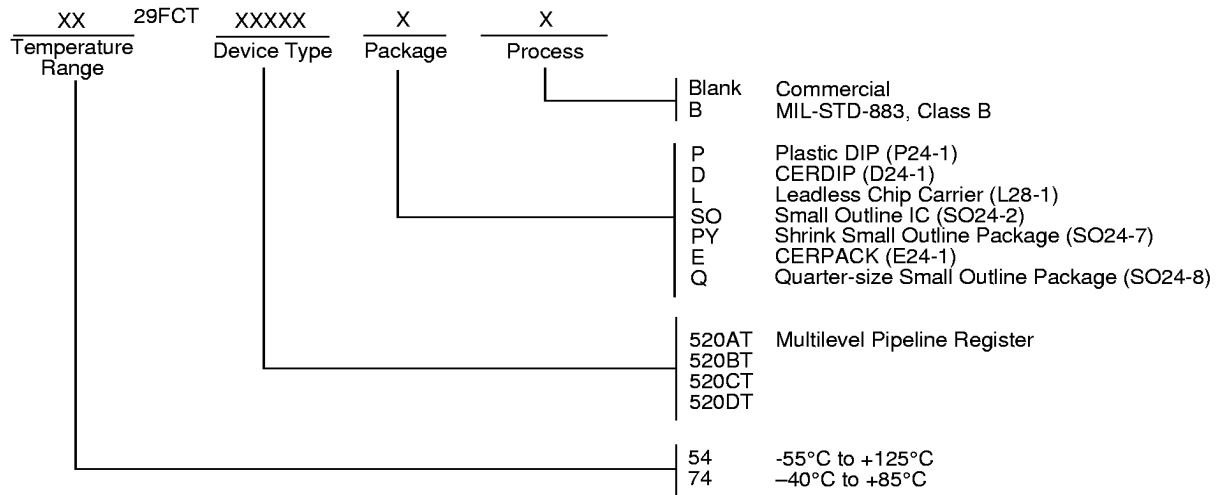 XX 29FCT XXXXX X X
Temperature Range Device Type Package Process
Blank Commercial
B MIL-STD-883, Class B
P Plastic DIP (P24-1)
D CERDIP (D24-1)
L Leadless Chip Carrier (L28-1)
SO Small Outline IC (SO24-2)
PY Shrink Small Outline Package (SO24-7)
E CERPACK (E24-1)
Q Quarter-size Small Outline Package (SO24-8)
520AT Multilevel Pipeline Register
520BT
520CT
520DT
54 -55°C to +125°C
74 –40°C to +85°C